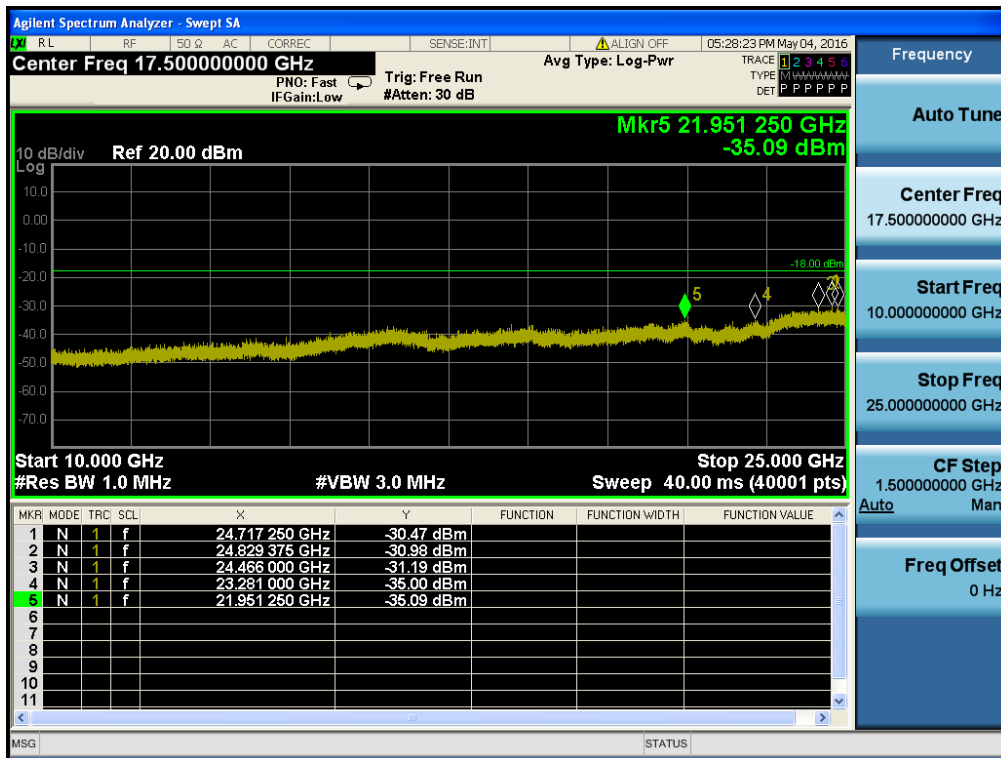 Agilent Spectrum Analyzer - Swept SA
LXI RL RF 50 Ω AC CORREC SENSE:INT ALIGN OFF 05:28:23 PM May 04, 2016
Center Freq 17.500000000 GHz
PNO: Fast
IFGain:Low
Trig: Free Run
#Atten: 30 dB
Avg Type: Log-Pwr
TRACE 1 2 3 4 5 6
TYPE M
DET P P P P P P
Mkr5 21.951 250 GHz
-35.09 dBm
10 dB/div Ref 20.00 dBm
Log
10.0
0.00
-10.0
-18.00 dBm
-20.0
-30.0
-40.0
-50.0
-60.0
-70.0
5
4
Start 10.000 GHz Stop 25.000 GHz
#Res BW 1.0 MHz #VBW 3.0 MHz Sweep 40.00 ms (40001 pts)
MKR MODE TRC SCL X Y FUNCTION FUNCTION WIDTH FUNCTION VALUE
1 N 1 f 24.717 250 GHz -30.47 dBm
2 N 1 f 24.829 375 GHz -30.98 dBm
3 N 1 f 24.466 000 GHz -31.19 dBm
4 N 1 f 23.281 000 GHz -35.00 dBm
5 N 1 f 21.951 250 GHz -35.09 dBm
6
7
8
9
10
11
MSG STATUS
Frequency
Auto Tune
Center Freq
17.500000000 GHz
Start Freq
10.000000000 GHz
Stop Freq
25.000000000 GHz
CF Step
1.500000000 GHz
Auto Man
Freq Offset
0 Hz